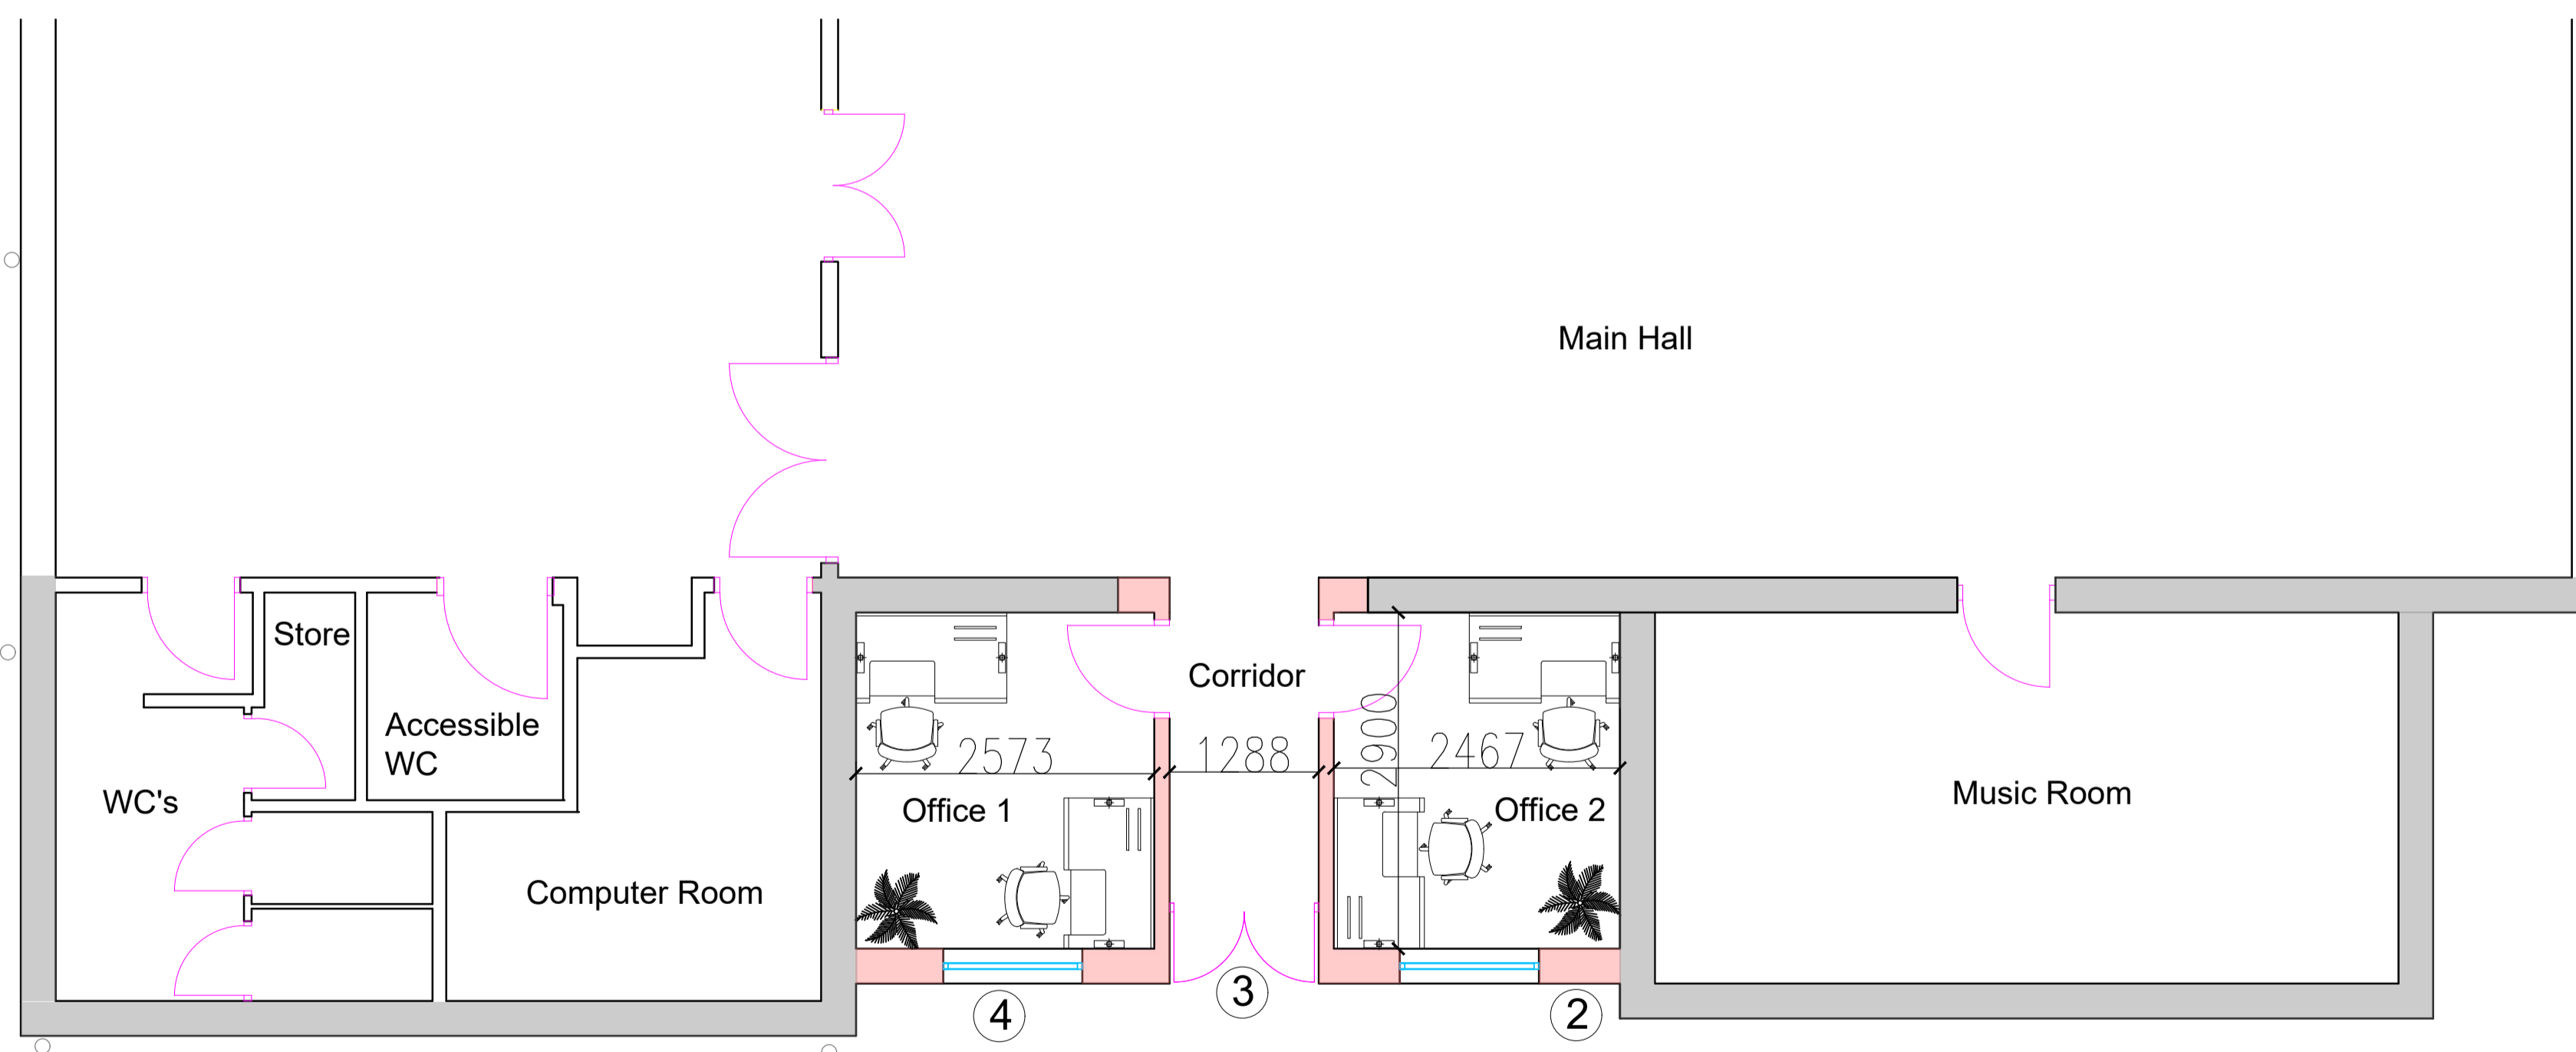 Main Hall
Store
Corridor
Accessible
WC
2900
2573
1288
2467
WC's
Office 1
Office 2
Music Room
Computer Room
4
3
2